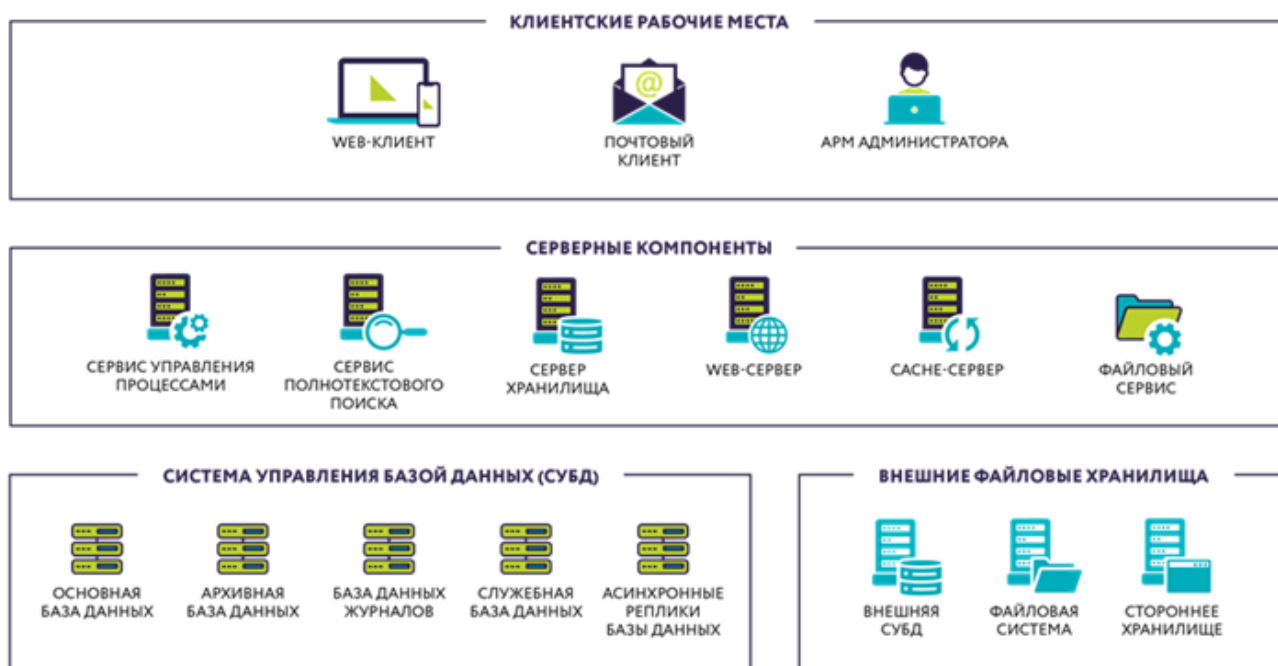 КЛИЕНТСКИЕ РАБОЧИЕ МЕСТА
@
WEB-КЛИЕНТ
ПОЧТОВЫЙ
КЛИЕНТ
АРМ АДМИНИСТРАТОРА
СЕРВЕРНЫЕ КОМПОНЕНТЫ
СЕРВИС УПРАВЛЕНИЯ
ПРОЦЕССАМИ
СЕРВИС
ПОЛНОТЕКСТОВОГО
ПОИСКА
СЕРВЕР
ХРАНИЛИЩА
WEB-СЕРВЕР
CACHE-СЕРВЕР
ФАЙЛОВЫЙ
СЕРВИС
СИСТЕМА УПРАВЛЕНИЯ БАЗОЙ ДАННЫХ (СУБД)
ОСНОВНАЯ
БАЗА ДАННЫХ
АРХИВНАЯ
БАЗА ДАННЫХ
БАЗА ДАННЫХ
ЖУРНАЛОВ
СЛУЖЕБНАЯ
БАЗА ДАННЫХ
АСИНХРОННЫЕ
РЕПЛИКИ
БАЗЫ ДАННЫХ
ВНЕШНИЕ ФАЙЛОВЫЕ ХРАНИЛИЩА
ВНЕШНЯЯ
СУБД
ФАЙЛОВАЯ
СИСТЕМА
СТОРОННЕЕ
ХРАНИЛИЩЕ